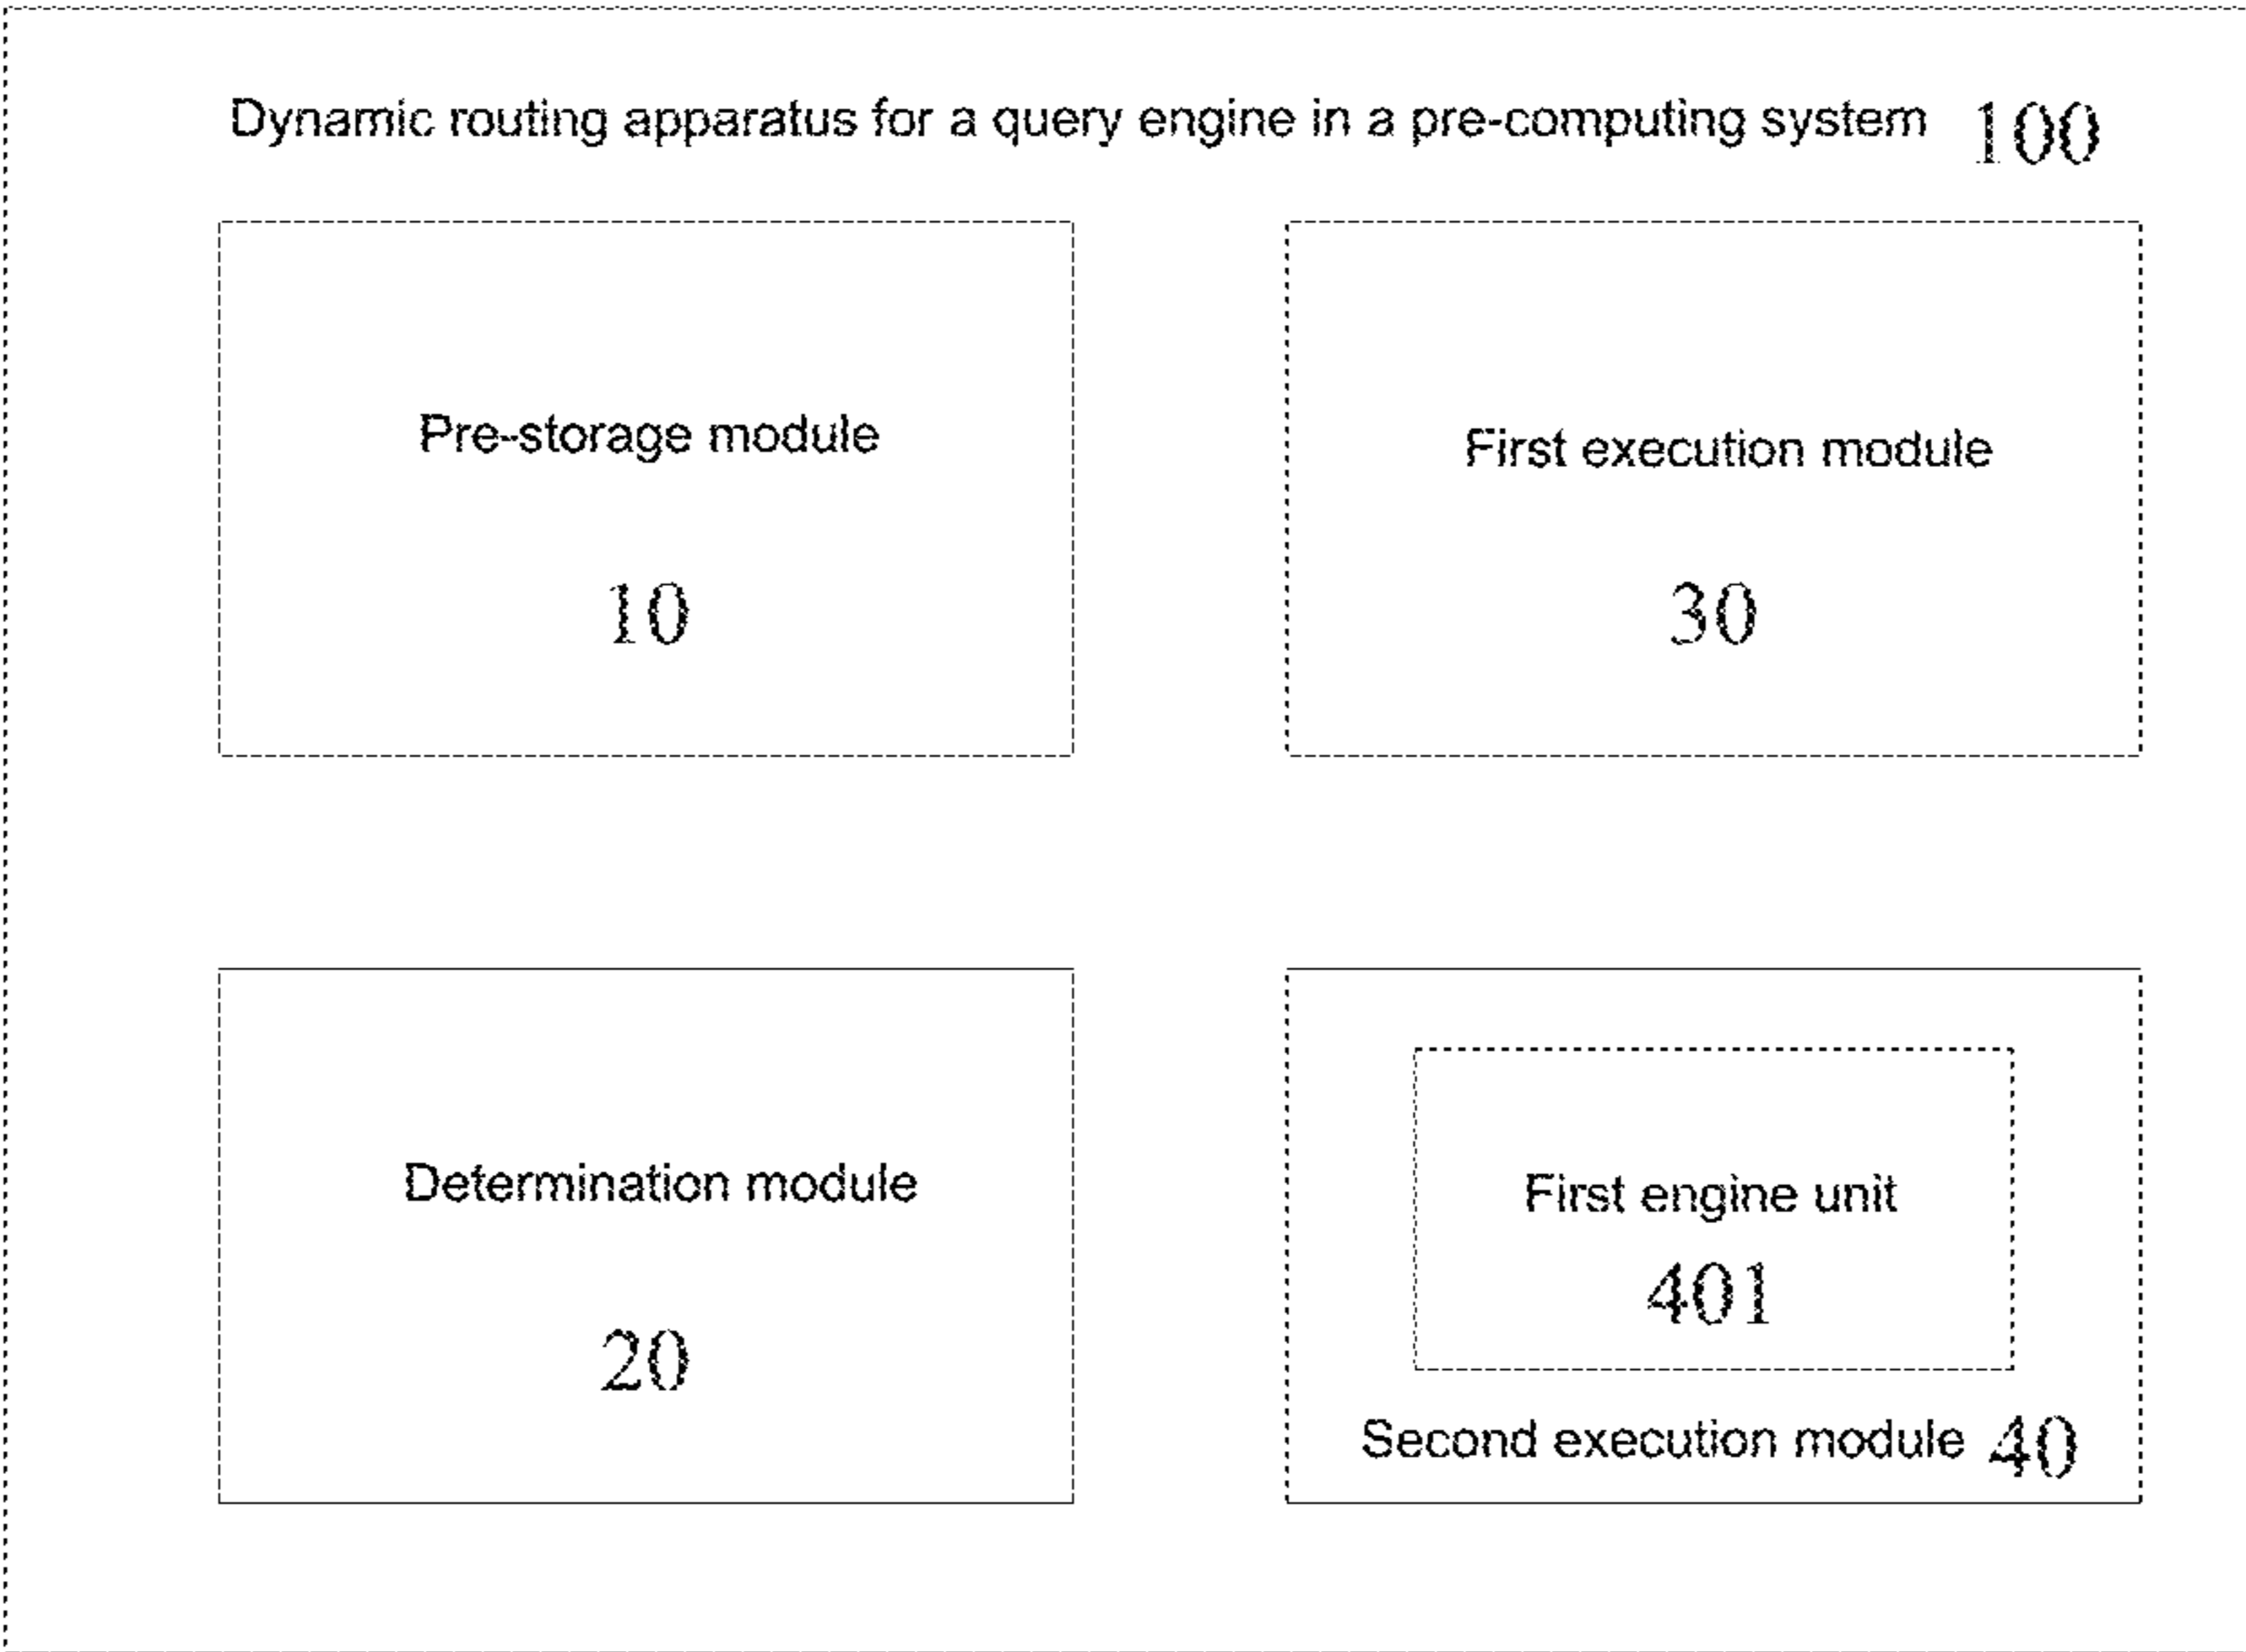 Dynamic routing apparatus for a query engine in a pre-computing system 100
Pre-storage module
10
First execution module
30
Determination module
20
First engine unit
401
Second execution module 40